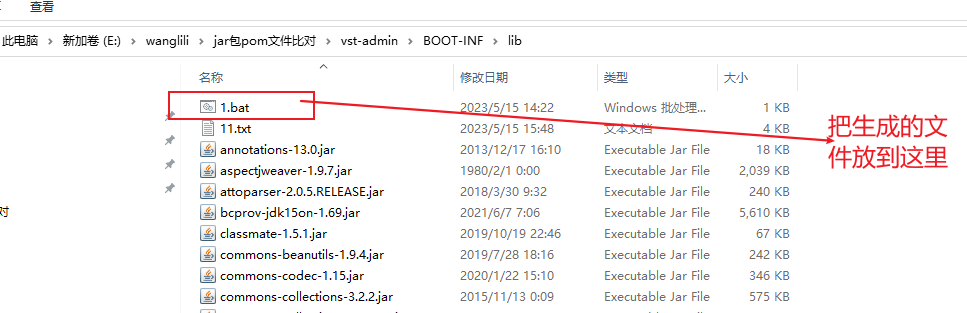 查看
此电脑 > 新加卷 (E:) > wanglili > jar包pom文件比对 > vst-admin > BOOT-INF > lib
名称 修改日期 类型 大小
1.bat 2023/5/15 14:22 Windows 批处理... 1 KB
11.txt 2023/5/15 15:48 文本文档 4 KB
annotations-13.0.jar 2013/12/17 16:10 Executable Jar File 18 KB
aspectjweaver-1.9.7.jar 1980/2/1 0:00 Executable Jar File 2,039 KB
attoparser-2.0.5.RELEASE.jar 2018/3/30 9:32 Executable Jar File 240 KB
对
bcprov-jdk15on-1.69.jar 2021/6/7 7:06 Executable Jar File 5,610 KB
classmate-1.5.1.jar 2019/10/19 22:46 Executable Jar File 67 KB
commons-beanutils-1.9.4.jar 2019/7/28 18:16 Executable Jar File 242 KB
commons-codec-1.15.jar 2020/1/22 15:10 Executable Jar File 346 KB
commons-collections-3.2.2.jar 2015/11/13 0:09 Executable Jar File 575 KB
把生成的文
件放到这里